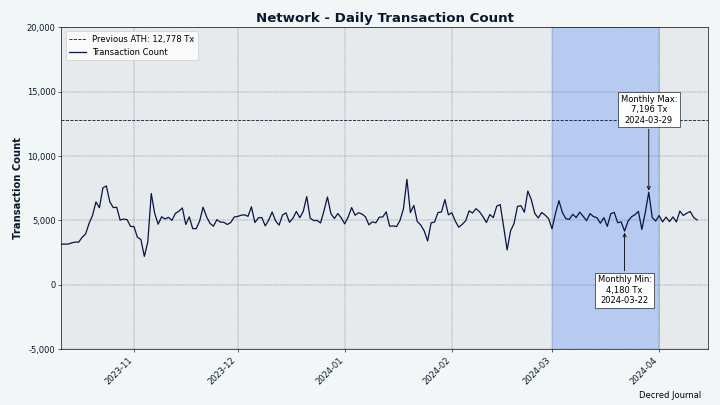 Network - Daily Transaction Count
Previous ATH: 12,778 Tx
Transaction Count
Transaction Count
20,000
15,000
10,000
5,000
0
-5,000
Monthly Max:
7,196 Tx
2024-03-29
Monthly Min:
4,180 Tx
2024-03-22
2023-11
2023-12
2024-01
2024-02
2024-03
2024-04
Decred Journal